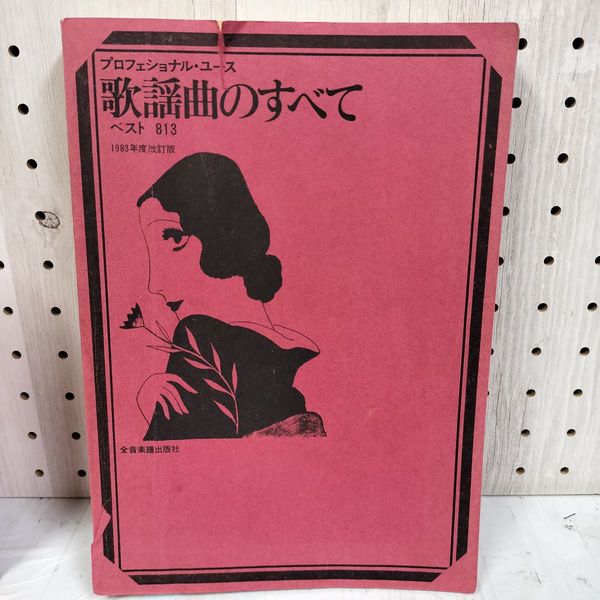 プロフェショナル・ユース
歌謡曲のすべて
ベスト 813
1983年度改訂版
全音楽譜出版社